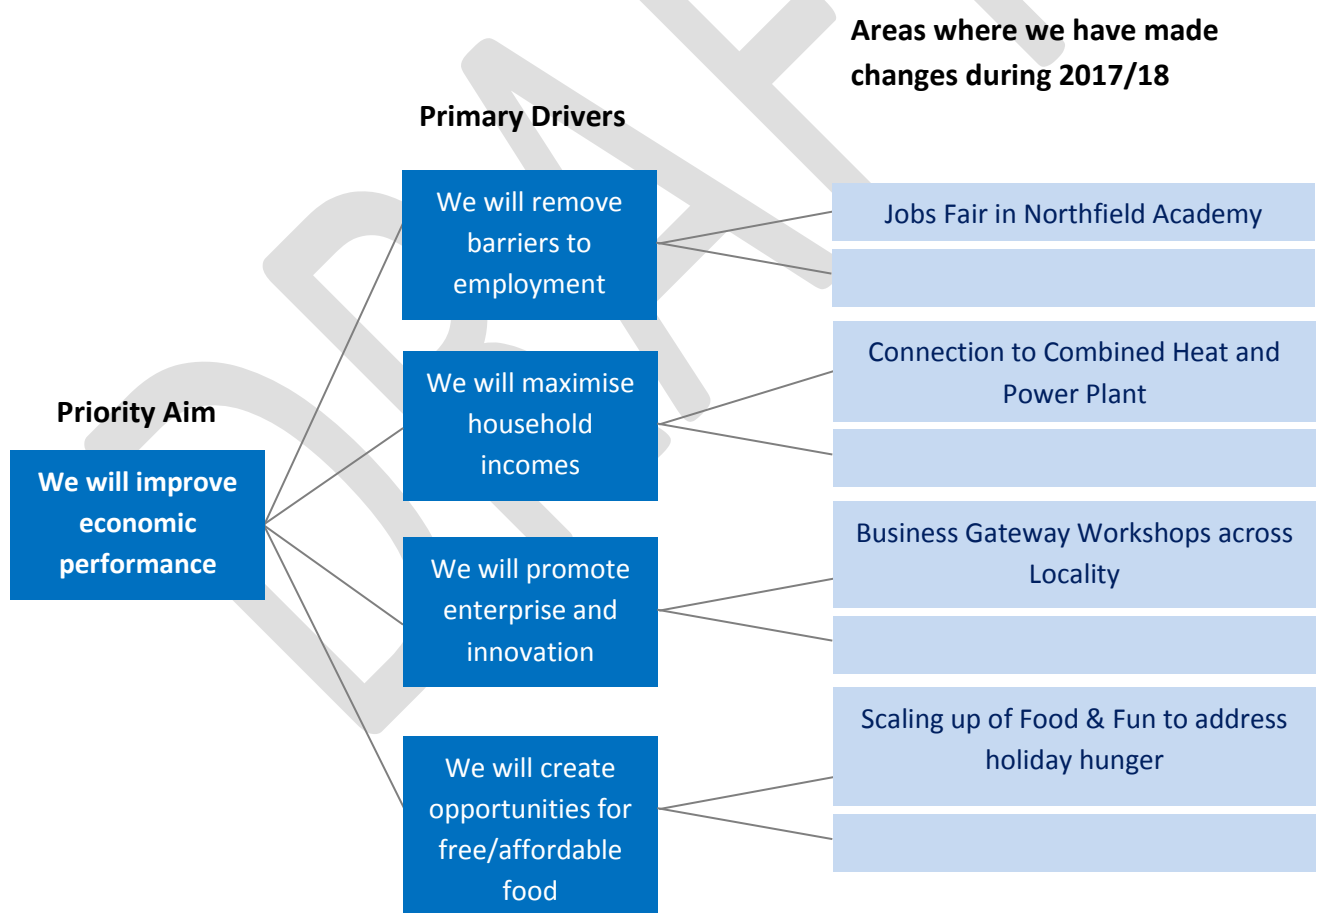 Areas where we have made
changes during 2017/18
Primary Drivers
Priority Aim
We will improve
economic
performance
We will remove
barriers to
employment
Jobs Fair in Northfield Academy
We will maximise
household
incomes
Connection to Combined Heat and
Power Plant
We will promote
enterprise and
innovation
Business Gateway Workshops across
Locality
We will create
opportunities for
free/affordable
food
Scaling up of Food & Fun to address
holiday hunger
DRAFT